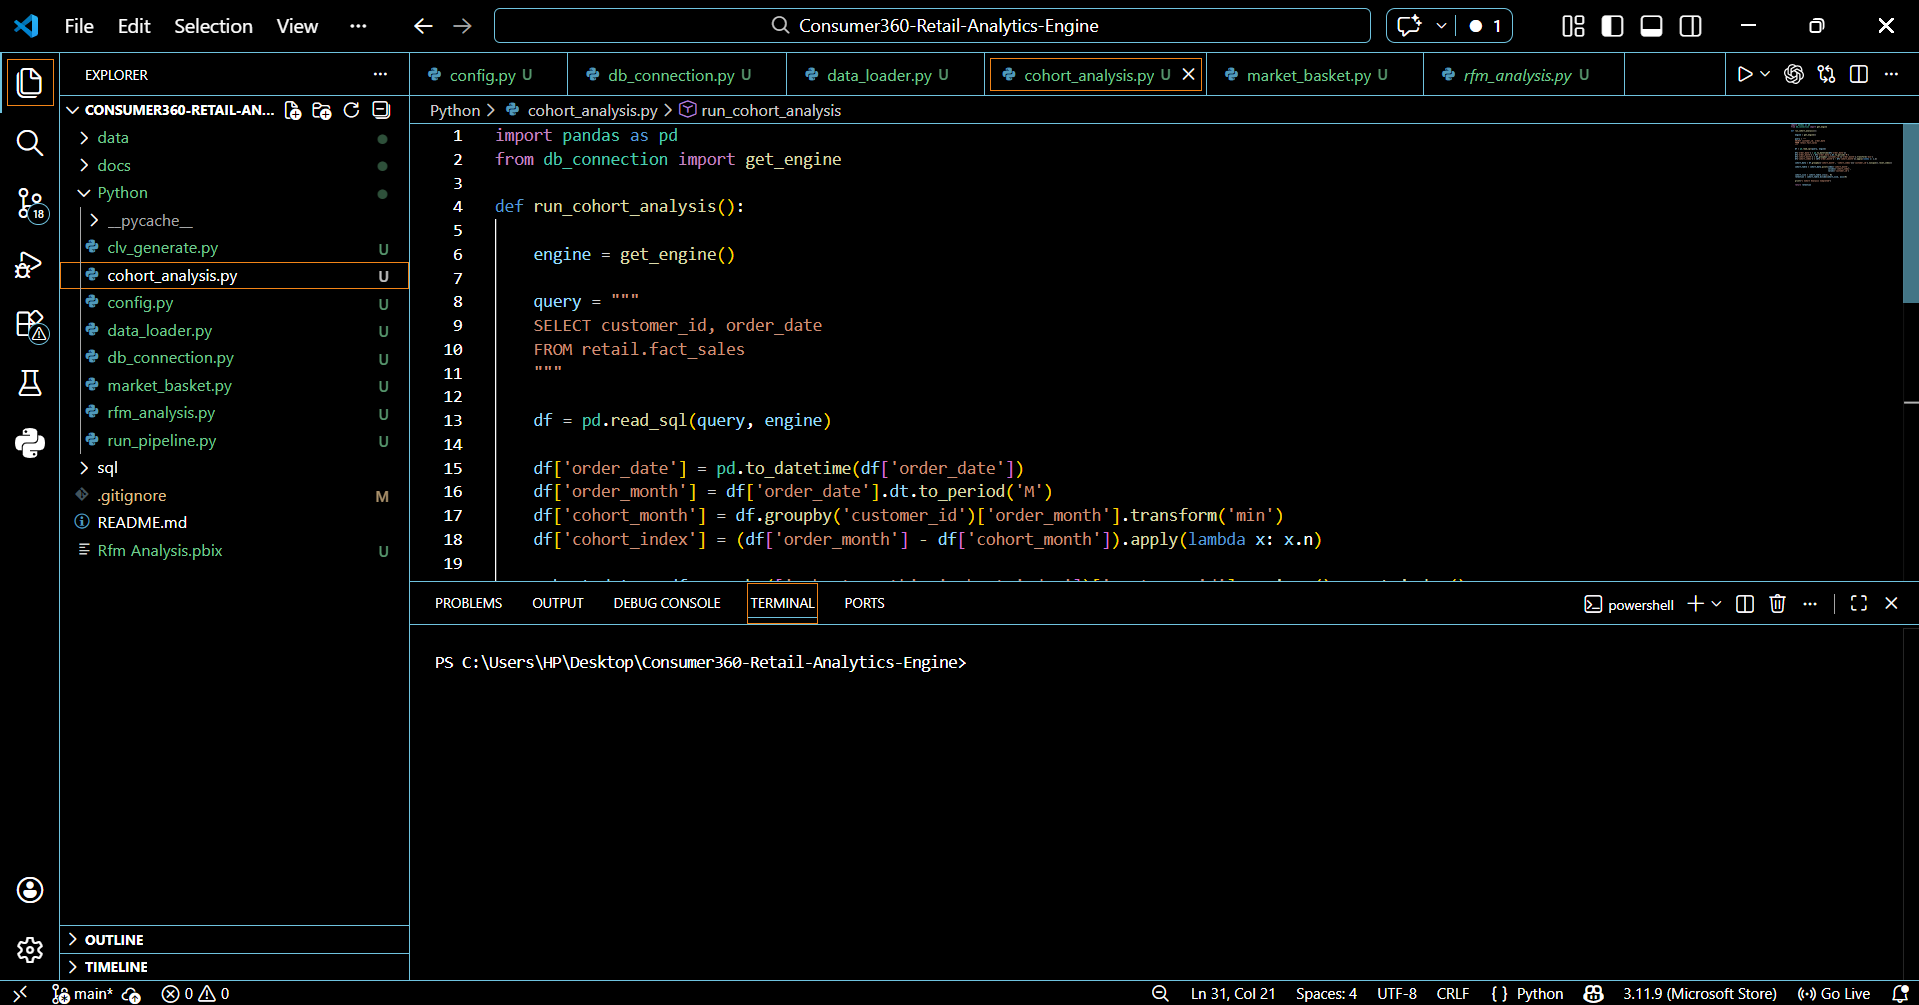 File Edit Selection View ··· Consumer360-Retail-Analytics-Engine 1
EXPLORER ···
config.py U db_connection.py U data_loader.py U cohort_analysis.py U market_basket.py U rfm_analysis.py U
CONSUMER360-RETAIL-AN...
data
docs
Python
__pycache__
clv_generate.py U
cohort_analysis.py U
config.py U
data_loader.py U
db_connection.py U
market_basket.py U
rfm_analysis.py U
run_pipeline.py U
sql
.gitignore M
README.md
Rfm Analysis.pbix U
18
OUTLINE
TIMELINE
Python > cohort_analysis.py > run_cohort_analysis
1 import pandas as pd
2 from db_connection import get_engine
3
4 def run_cohort_analysis():
5
6 engine = get_engine()
7
8 query = """
9 SELECT customer_id, order_date
10 FROM retail.fact_sales
11 """
12
13 df = pd.read_sql(query, engine)
14
15 df['order_date'] = pd.to_datetime(df['order_date'])
16 df['order_month'] = df['order_date'].dt.to_period('M')
17 df['cohort_month'] = df.groupby('customer_id')['order_month'].transform('min')
18 df['cohort_index'] = (df['order_month'] - df['cohort_month']).apply(lambda x: x.n)
19
PROBLEMS OUTPUT DEBUG CONSOLE TERMINAL PORTS powershell
PS C:\Users\HP\Desktop\Consumer360-Retail-Analytics-Engine>
main* 0 0 Ln 31, Col 21 Spaces: 4 UTF-8 CRLF { } Python 3.11.9 (Microsoft Store) Go Live